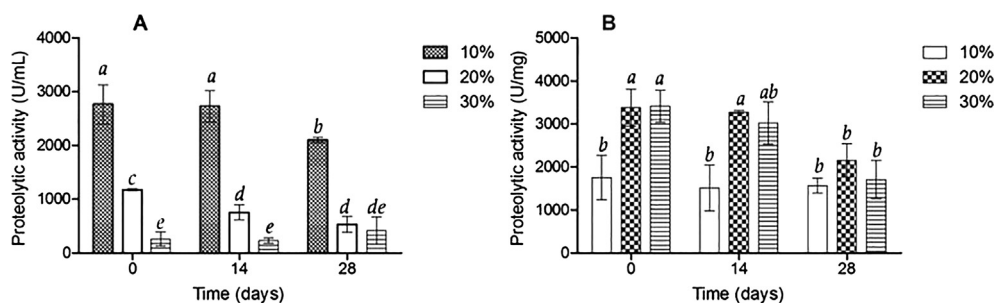 A
Proteolytic activity (U/mL)
4000
3000
2000
1000
0
a
c
e
a
d
e
b
d
de
0
14
28
Time (days)
10%
20%
30%
B
Proteolytic activity (U/mg)
5000
4000
3000
2000
1000
0
b
a
a
b
a
ab
b
b
b
0
14
28
Time (days)
10%
20%
30%